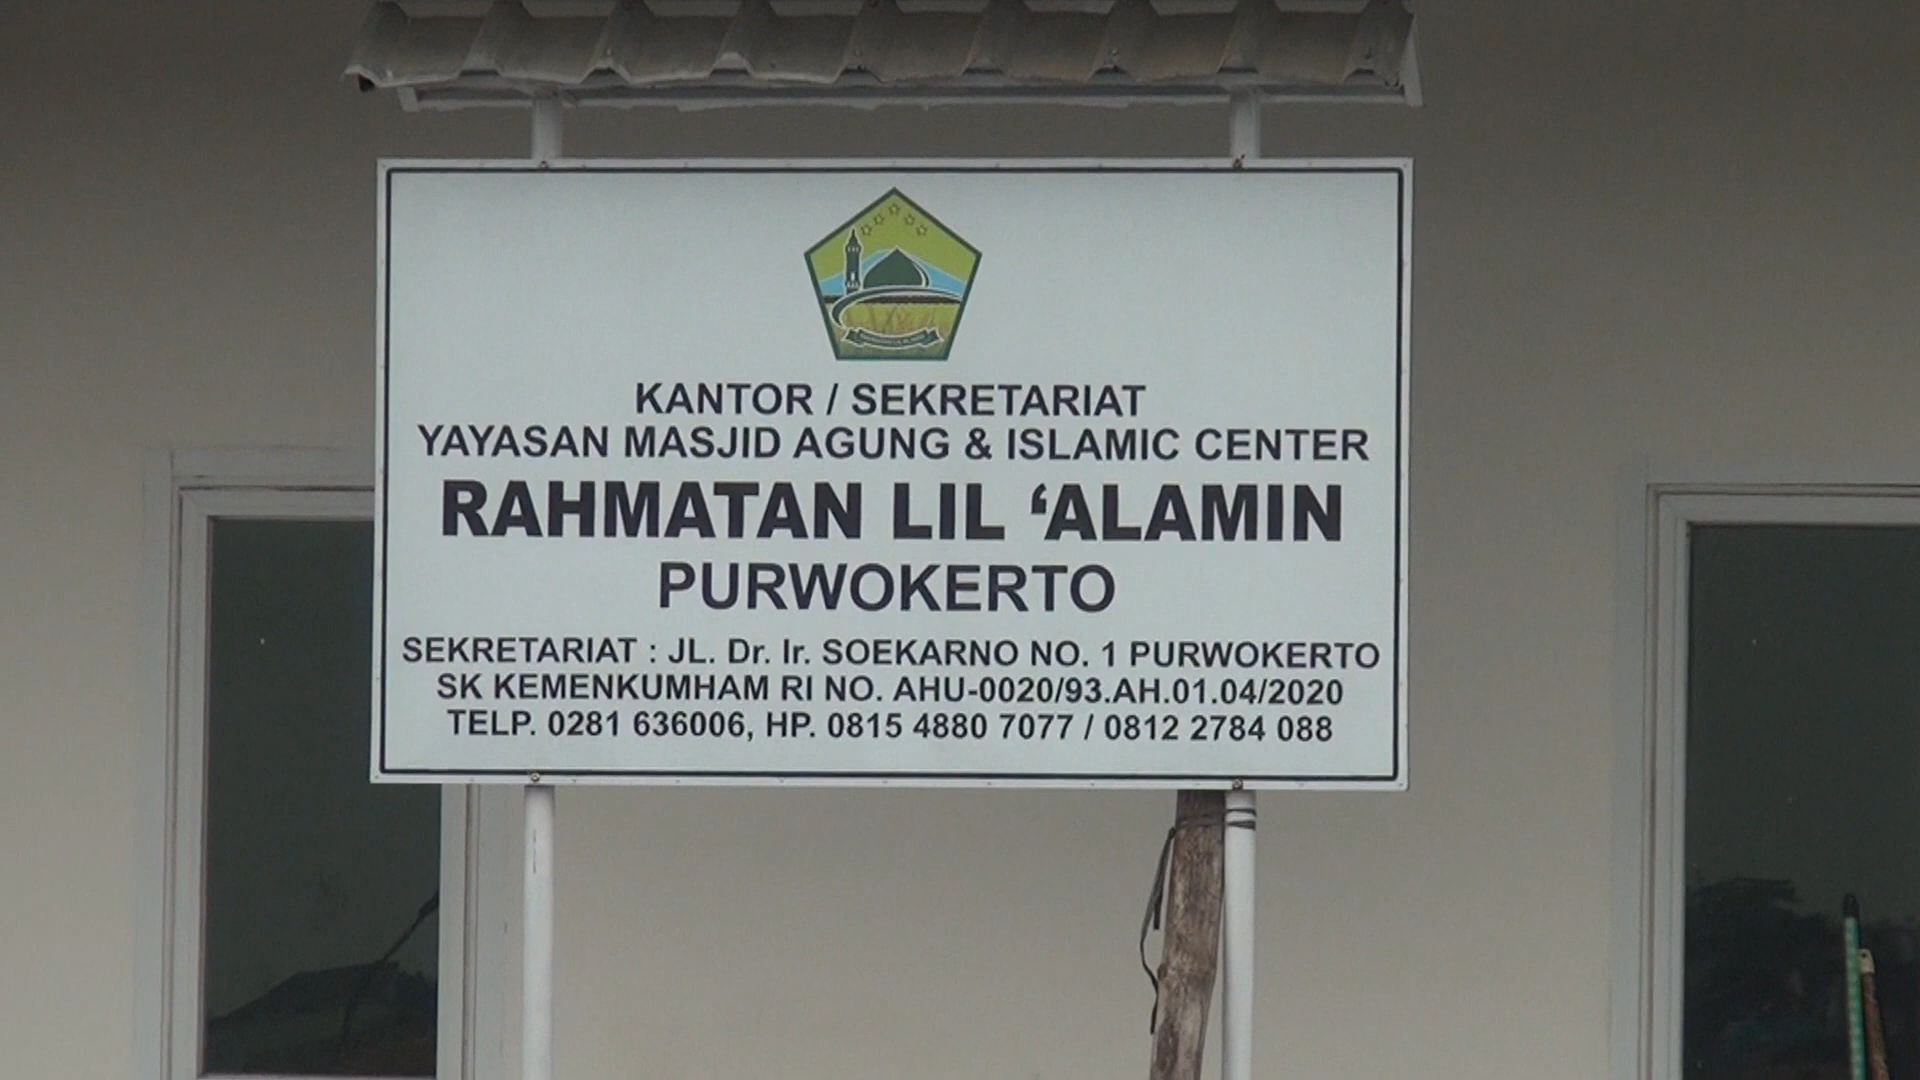 KANTOR / SEKRETARIAT
YAYASAN MASJID AGUNG & ISLAMIC CENTER
RAHMATAN LIL ‘ALAMIN
PURWOKERTO
SEKRETARIAT : JL. Dr. Ir. SOEKARNO NO. 1 PURWOKERTO
SK KEMENKUMHAM RI NO. AHU-0020/93.AH.01.04/2020
TELP. 0281 636006, HP. 0815 4880 7077 / 0812 2784 088